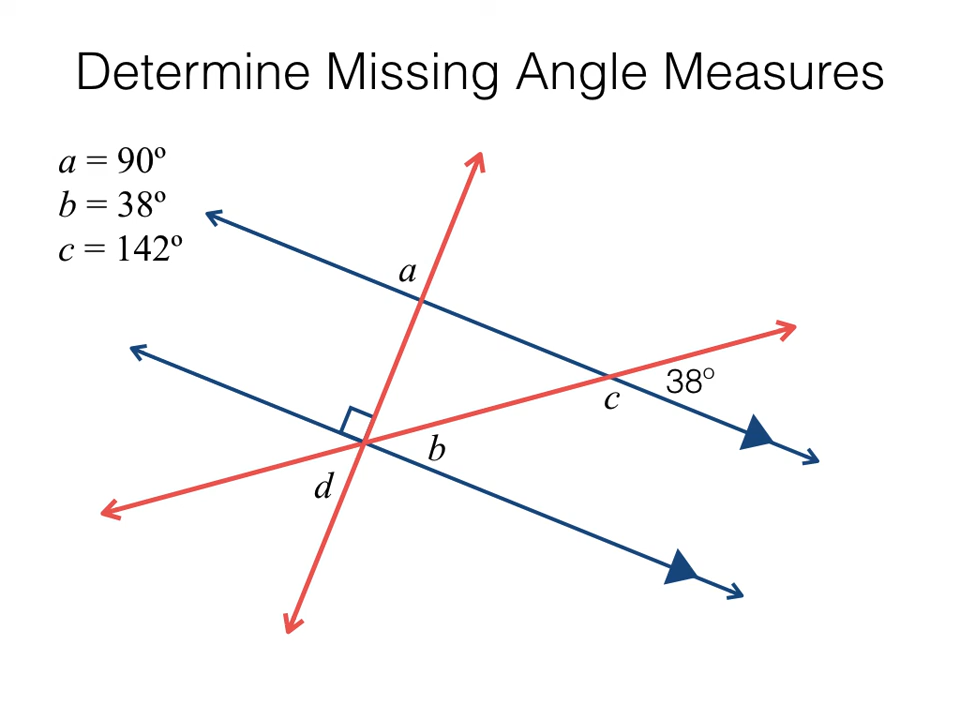 Determine Missing Angle Measures
a = 90º
b = 38º
c = 142º
a
38º
c
b
d